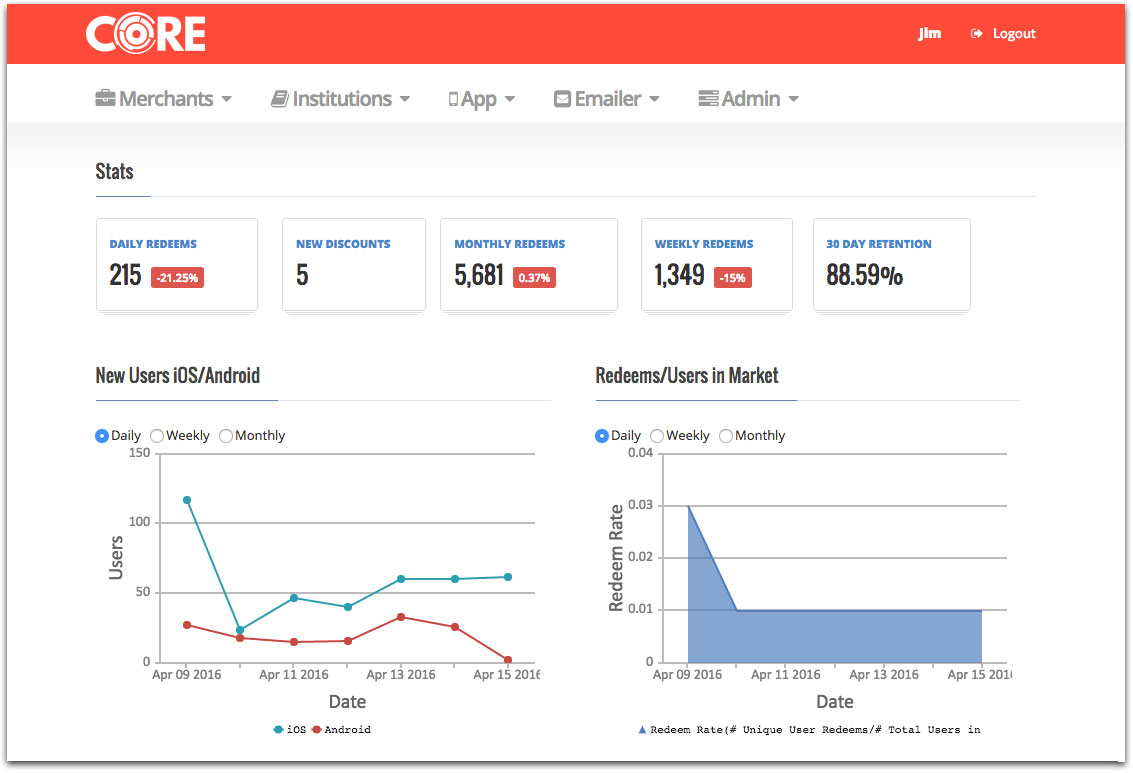 CORE
Jim Logout
Merchants Institutions App Emailer Admin
Stats
DAILY REDEEMS
215 -21.25%
NEW DISCOUNTS
5
MONTHLY REDEEMS
5,681 0.37%
WEEKLY REDEEMS
1,349 -15%
30 DAY RETENTION
88.59%
New Users iOS/Android
Daily Weekly Monthly
150
100
50
0
Users
Apr 09 2016 Apr 11 2016 Apr 13 2016 Apr 15 2016
Date
iOS Android
Redeems/Users in Market
Daily Weekly Monthly
0.04
0.03
0.02
0.01
0
Redeem Rate
Apr 09 2016 Apr 11 2016 Apr 13 2016 Apr 15 201
Date
Redeem Rate(# Unique User Redeems/# Total Users in